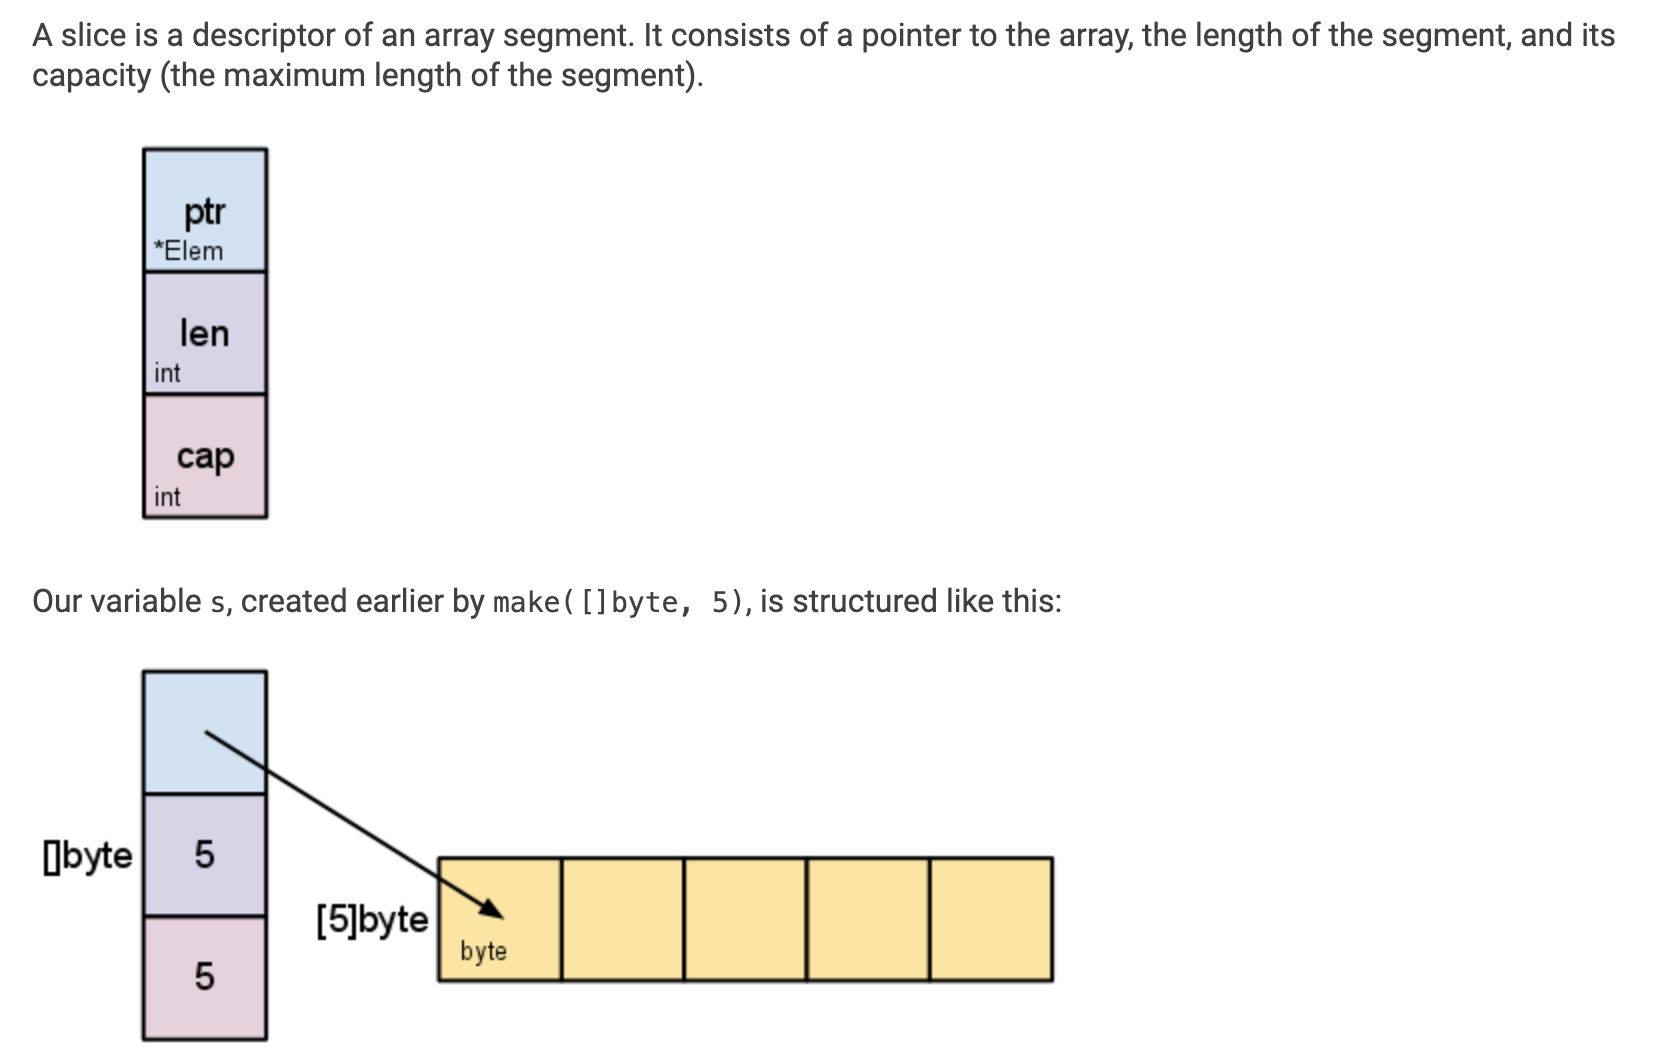 A slice is a descriptor of an array segment. It consists of a pointer to the array, the length of the segment, and its
capacity (the maximum length of the segment).
ptr
*Elem
len
int
cap
int
Our variable s, created earlier by make([]byte, 5), is structured like this:
[]byte
5
5
[5]byte
byte